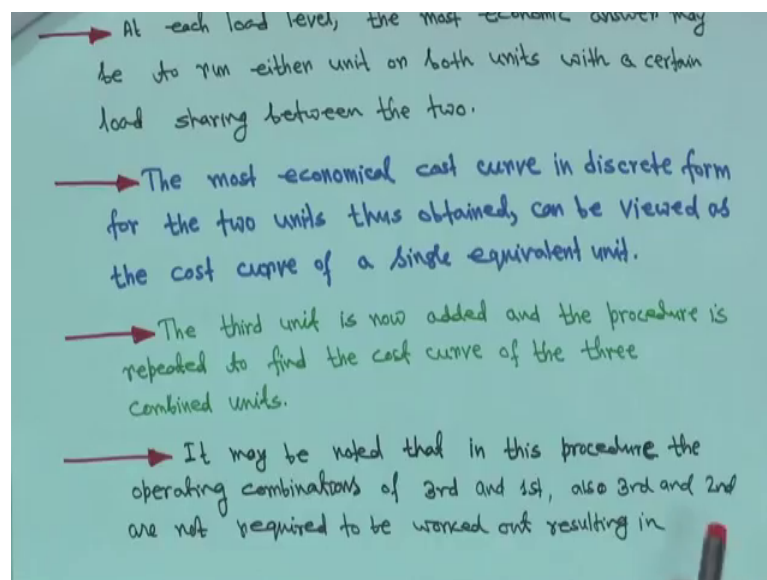 At each load level, the most economic answer may
be to run either unit or both units with a certain
load sharing between the two.
The most economical cost curve in discrete form
for the two units thus obtained, can be viewed as
the cost curve of a single equivalent unit.
The third unit is now added and the procedure is
repeated to find the cost curve of the three
combined units.
It may be noted that in this procedure the
operating combinations of 3rd and 1st, also 3rd and 2nd
are not required to be worked out resulting in